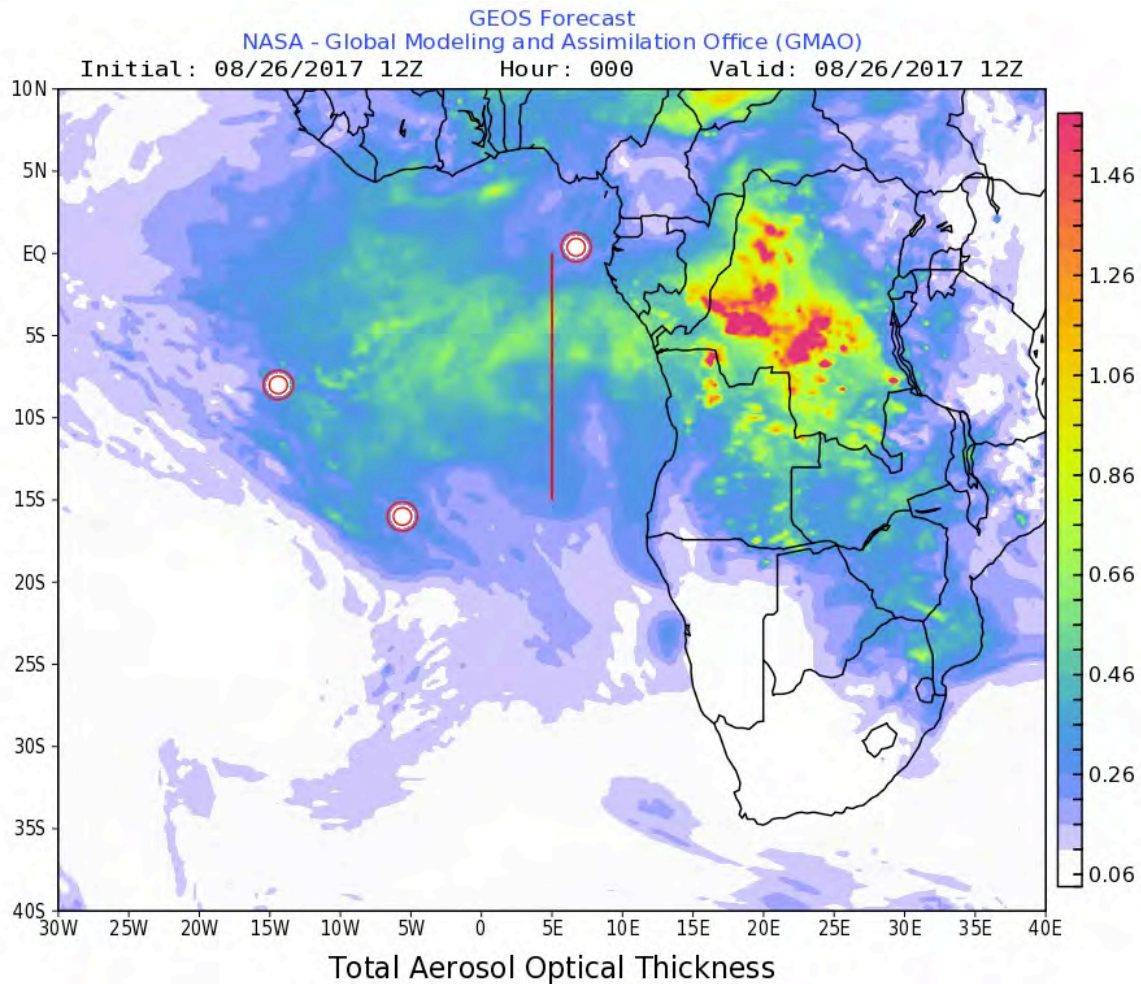 GEOS Forecast
NASA - Global Modeling and Assimilation Office (GMAO)
Initial: 08/26/2017 12Z Hour: 000 Valid: 08/26/2017 12Z
10N
5N
EQ
5S
10S
15S
20S
25S
30S
35S
40S
30W 25W 20W 15W 10W 5W 0 5E 10E 15E 20E 25E 30E 35E 40E
1.46
1.26
1.06
0.86
0.66
0.46
0.26
0.06
Total Aerosol Optical Thickness